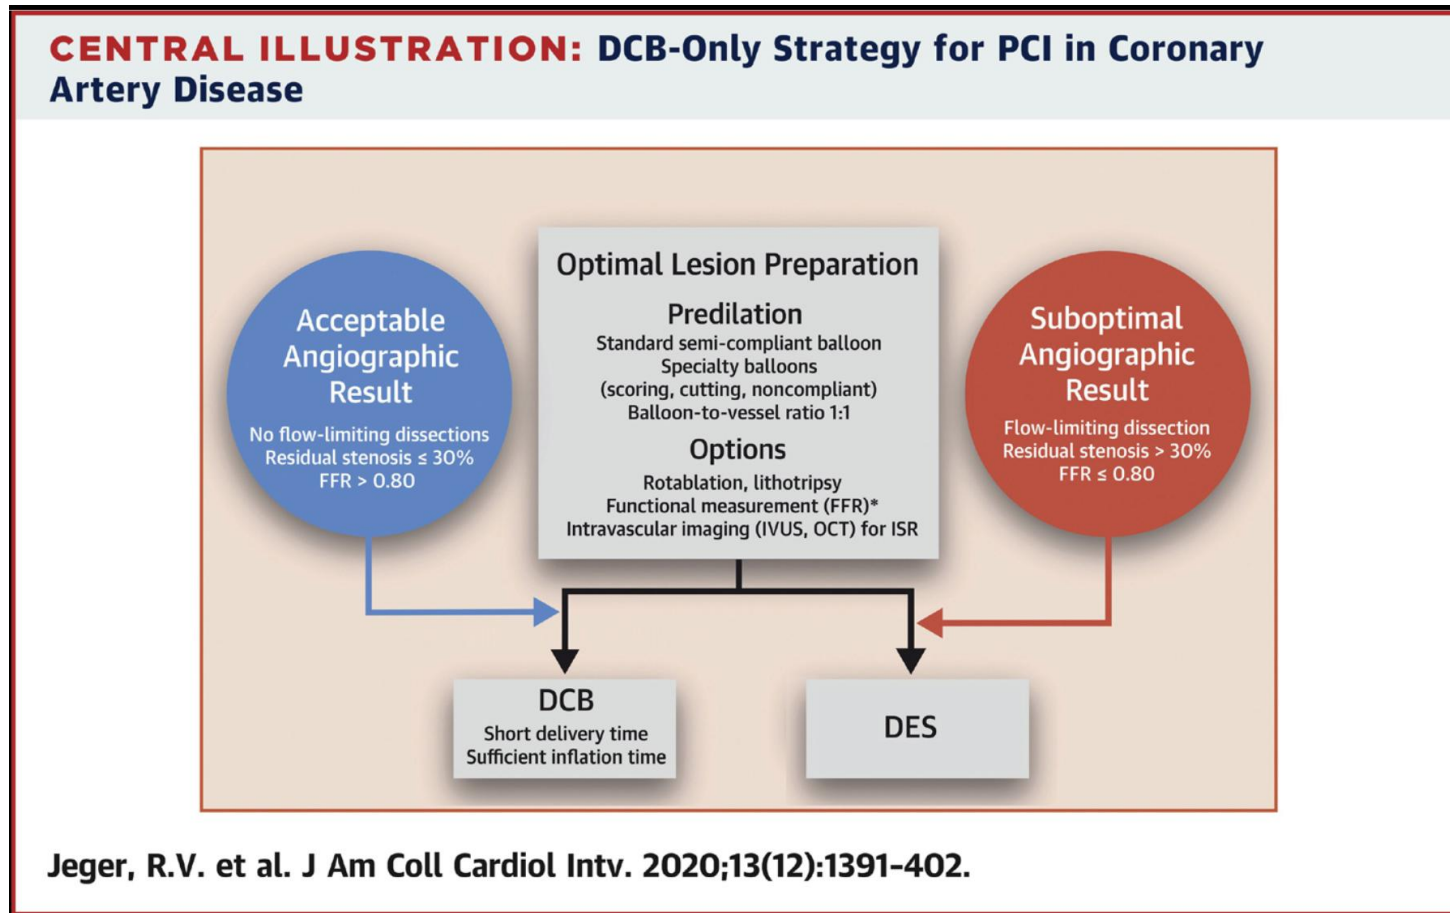 CENTRAL ILLUSTRATION: DCB-Only Strategy for PCI in Coronary
Artery Disease
Acceptable
Angiographic
Result
No flow-limiting dissections
Residual stenosis ≤ 30%
FFR > 0.80
Optimal Lesion Preparation
Predilation
Standard semi-compliant balloon
Specialty balloons
(scoring, cutting, noncompliant)
Balloon-to-vessel ratio 1:1
Options
Rotablation, lithotripsy
Functional measurement (FFR)*
Intravascular imaging (IVUS, OCT) for ISR
Suboptimal
Angiographic
Result
Flow-limiting dissection
Residual stenosis > 30%
FFR ≤ 0.80
DCB
Short delivery time
Sufficient inflation time
DES
Jeger, R.V. et al. J Am Coll Cardiol Intv. 2020;13(12):1391–402.